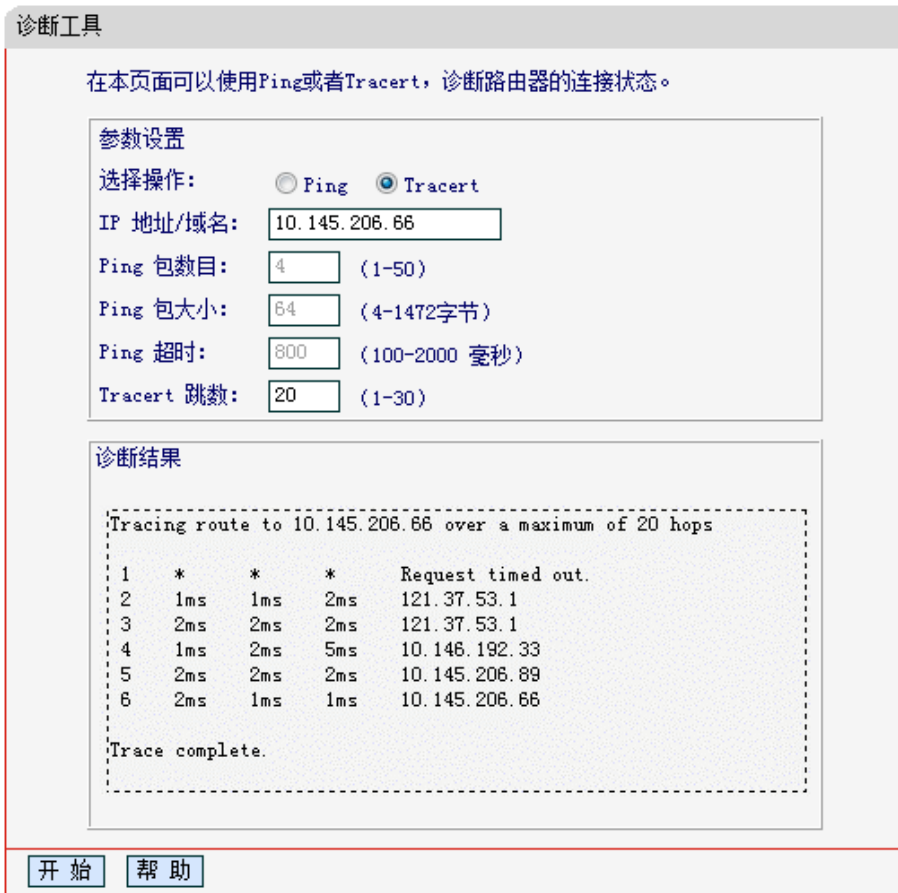 诊断工具
在本页面可以使用Ping或者Tracert，诊断路由器的连接状态。
参数设置
选择操作： Ping Tracert
IP 地址/域名： 10.145.206.66
Ping 包数目： 4 (1-50)
Ping 包大小： 64 (4-1472字节)
Ping 超时： 800 (100-2000 毫秒)
Tracert 跳数： 20 (1-30)
诊断结果
Tracing route to 10.145.206.66 over a maximum of 20 hops
1 * * * Request timed out.
2 1ms 1ms 2ms 121.37.53.1
3 2ms 2ms 2ms 121.37.53.1
4 1ms 2ms 5ms 10.146.192.33
5 2ms 2ms 2ms 10.145.206.89
6 2ms 1ms 1ms 10.145.206.66
Trace complete.
开 始 帮 助